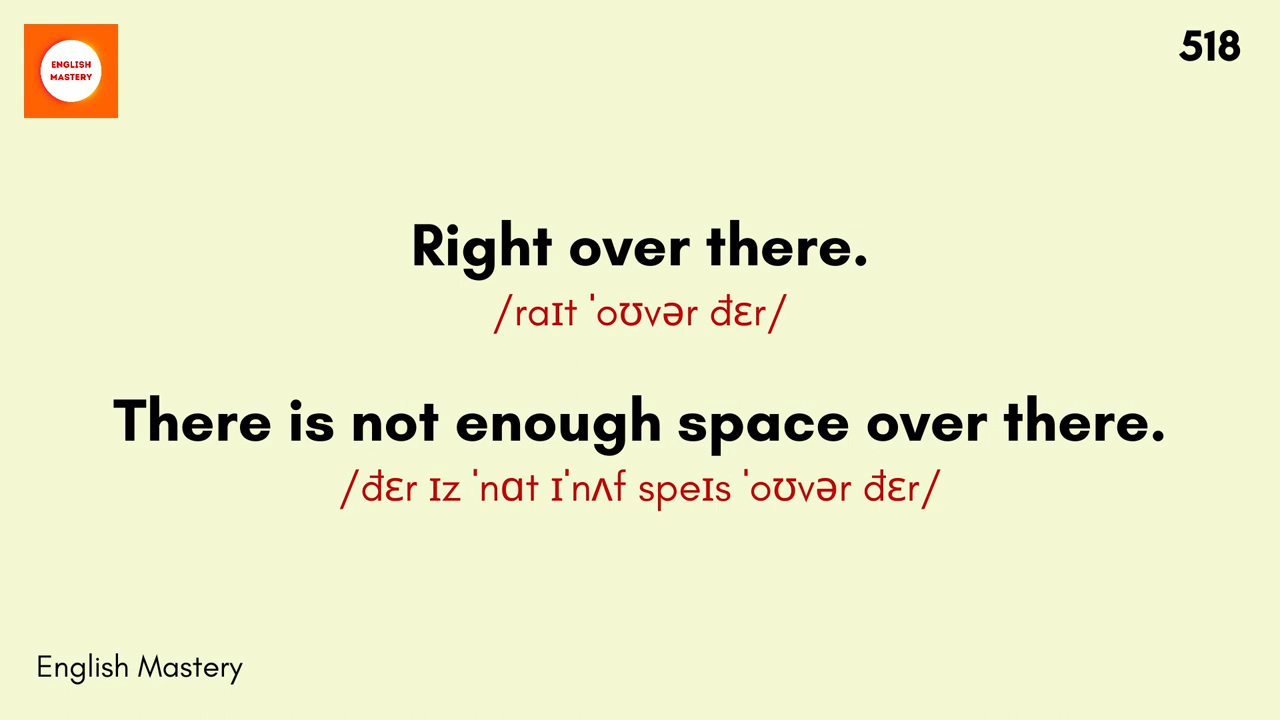 ENGLISH
MASTERY
518
Right over there.
/raɪt ˈoʊvər đɛr/
There is not enough space over there.
/đɛr ɪz ˈnɑt ɪˈnʌf speɪs ˈoʊvər đɛr/
English Mastery